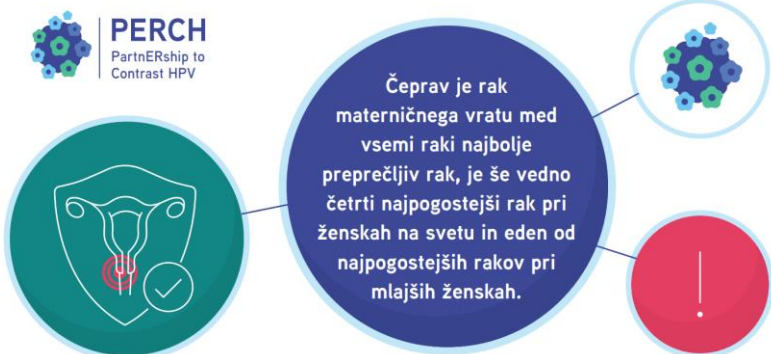 PERCH
PartnERship to
Contrast HPV
Čeprav je rak
materničnega vratu med
vsemi raki najbolje
preprečljiv rak, je še vedno
četrti najpogostejši rak pri
ženskah na svetu in eden od
najpogostejših rakov pri
mlajših ženskah.